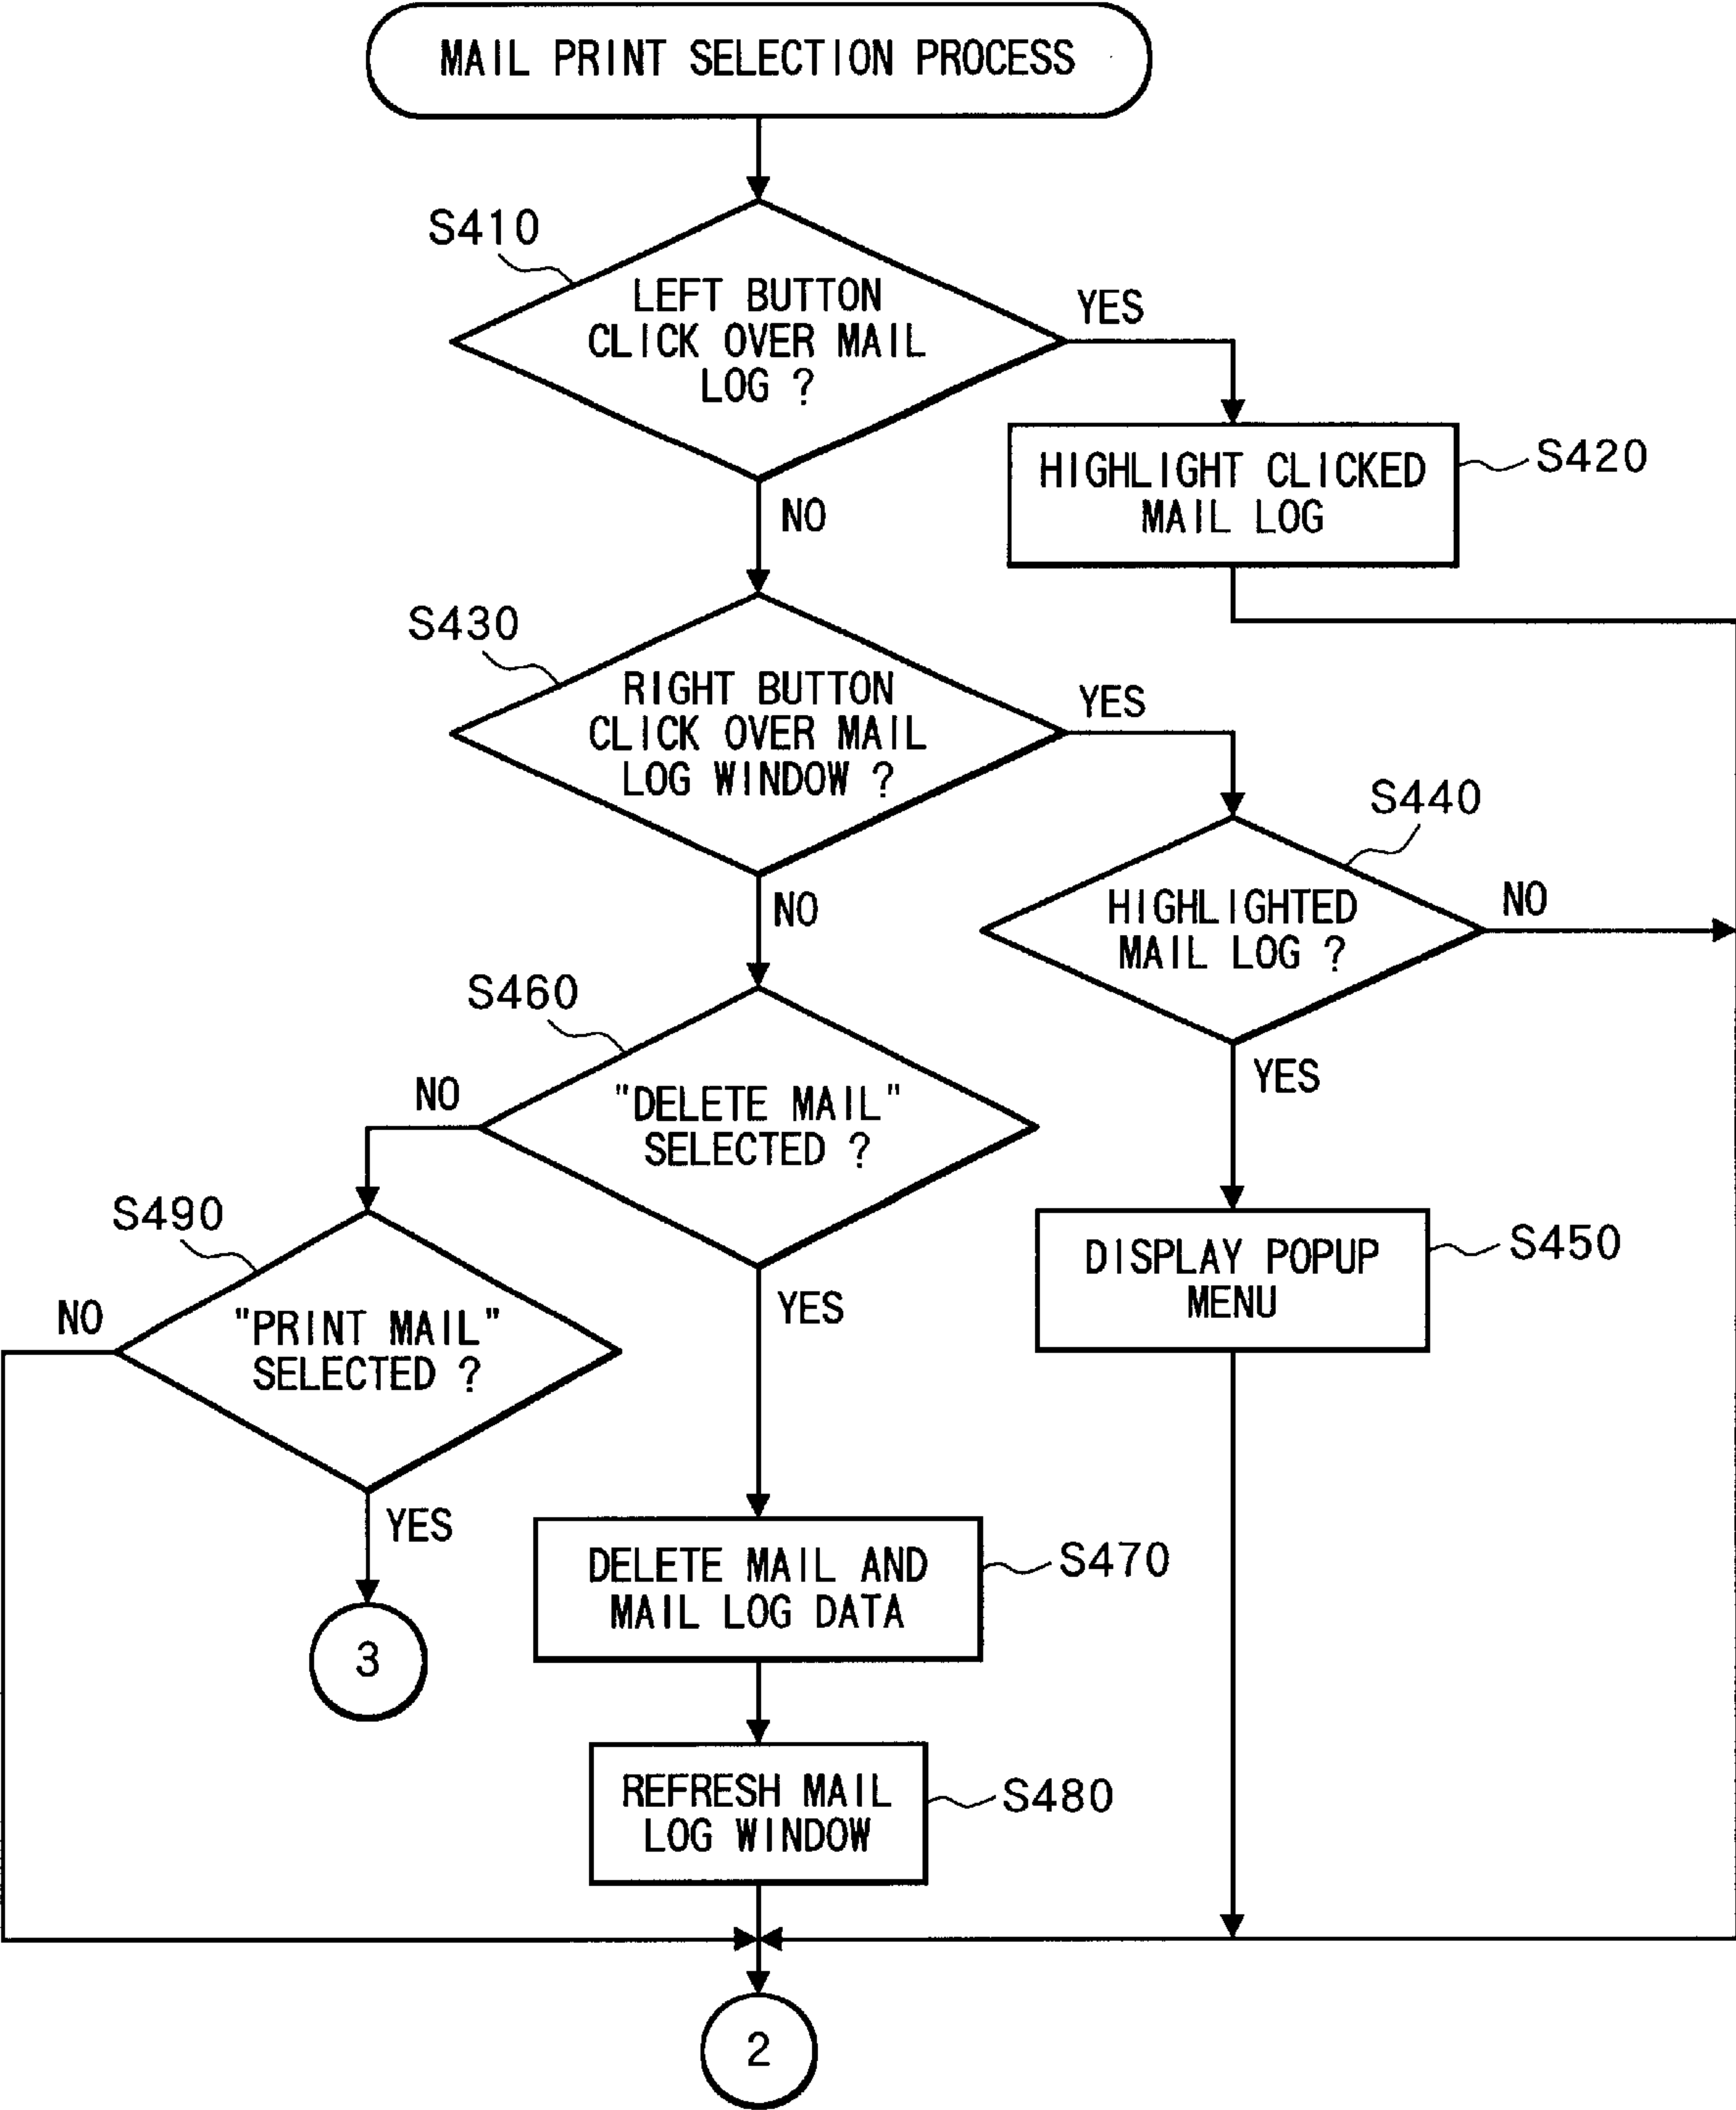 MAIL PRINT SELECTION PROCESS
S410
LEFT BUTTON
CLICK OVER MAIL
LOG ?
YES
NO
HIGHLIGHT CLICKED
MAIL LOG
S420
S430
RIGHT BUTTON
CLICK OVER MAIL
LOG WINDOW ?
YES
NO
S440
HIGHLIGHTED
MAIL LOG ?
NO
YES
S460
"DELETE MAIL"
SELECTED ?
NO
YES
S450
DISPLAY POPUP
MENU
S490
"PRINT MAIL"
SELECTED ?
NO
YES
3
DELETE MAIL AND
MAIL LOG DATA
S470
REFRESH MAIL
LOG WINDOW
S480
2